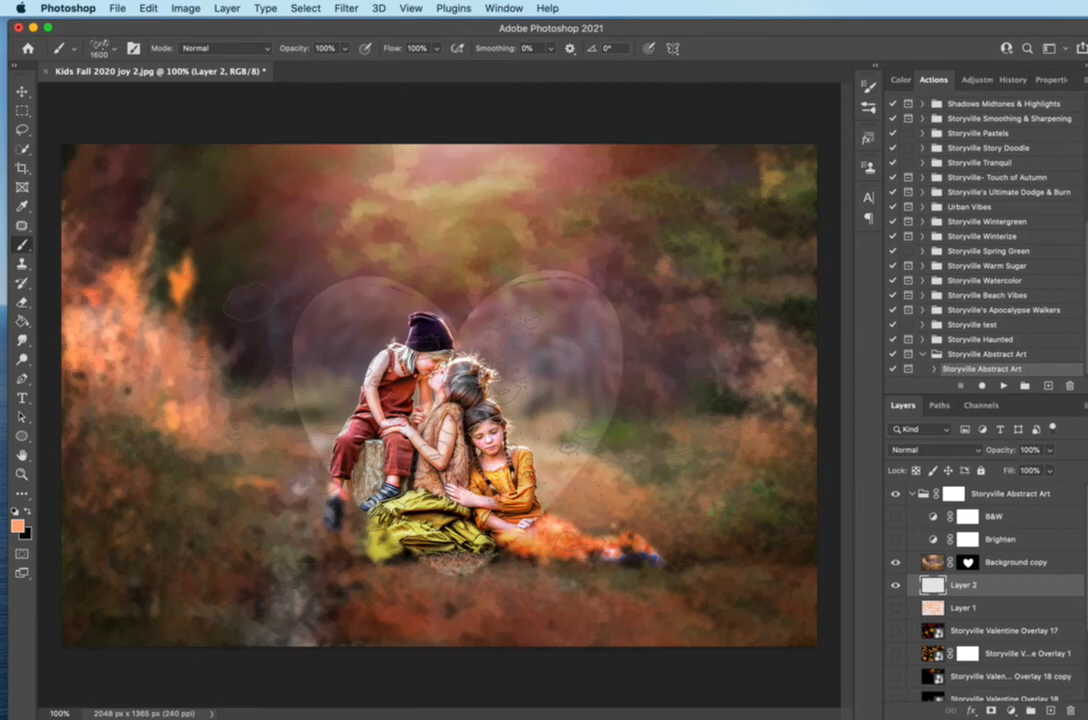 Photoshop File Edit Image Layer Type Select Filter 3D View Plugins Window Help
Adobe Photoshop 2021
1600 Mode: Normal Opacity: 100% Flow: 100% Smoothing: 0% 0°
Kids Fall 2020 joy 2.jpg @ 100% (Layer 2, RGB/8) *
Color Actions Adjustm History Properti
Shadows Midtones & Highlights
Storyville Smoothing & Sharpening
Storyville Pastels
Storyville Story Doodle
Storyville Tranquil
Storyville- Touch of Autumn
Storyville's Ultimate Dodge & Burn
Urban Vibes
Storyville Wintergreen
Storyville Winterize
Storyville Spring Green
Storyville Warm Sugar
Storyville Watercolor
Storyville Beach Vibes
Storyville's Apocalypse Walkers
Storyville test
Storyville Haunted
Storyville Abstract Art
Storyville Abstract Art
Layers Paths Channels
Kind
Normal Opacity: 100%
Lock: Fill: 100%
Storyville Abstract Art
B&W
Brighten
Background copy
Layer 2
Layer 1
Storyville Valentine Overlay 17
Storyville V...e Overlay 1
Storyville Valen... Overlay 18 copy
Storyville Valentine Overlay 18
fx
100% 2048 px x 1365 px (240 ppi)